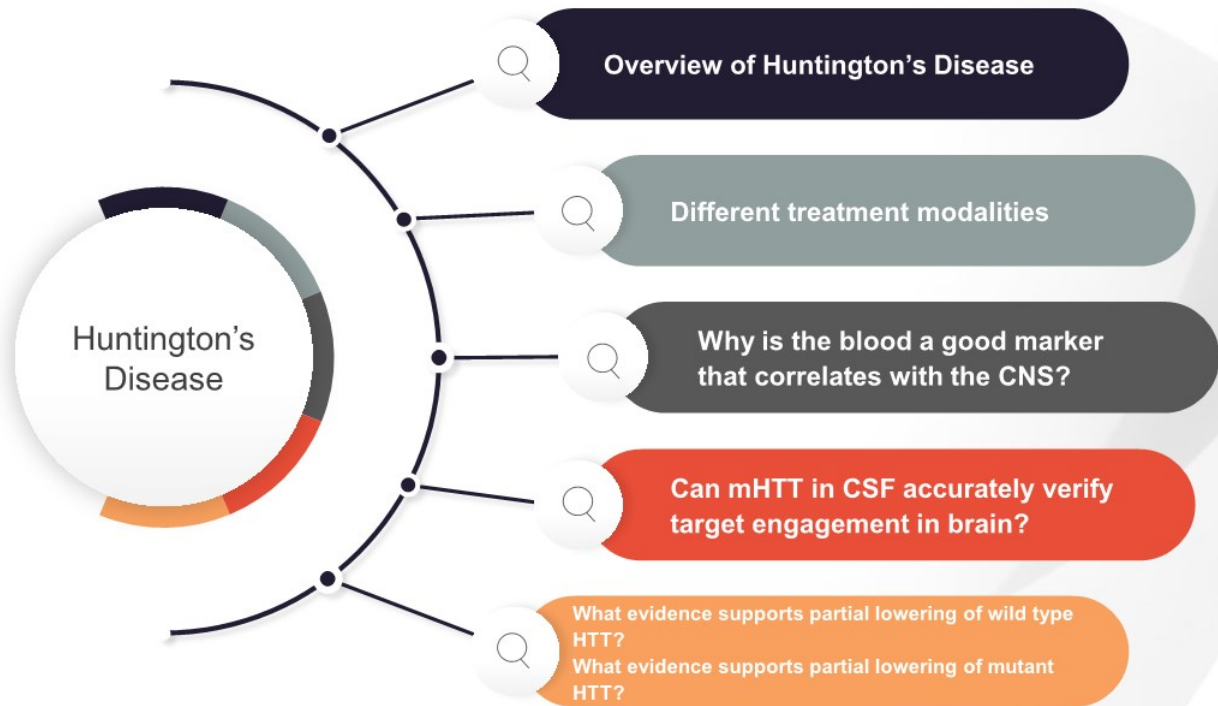 Overview of Huntington’s Disease
Different treatment modalities
Huntington’s
Disease
Why is the blood a good marker
that correlates with the CNS?
Can mHTT in CSF accurately verify
target engagement in brain?
What evidence supports partial lowering of wild type
HTT?
What evidence supports partial lowering of mutant
HTT?